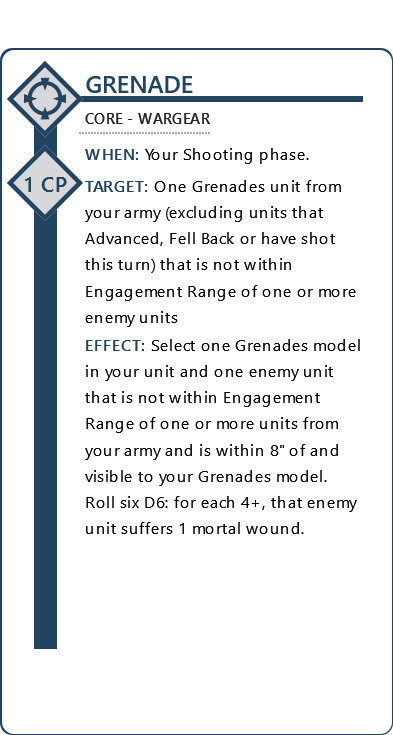 GRENADE
CORE - WARGEAR
WHEN: Your Shooting phase.
1 CP
TARGET: One Grenades unit from
your army (excluding units that
Advanced, Fell Back or have shot
this turn) that is not within
Engagement Range of one or more
enemy units
EFFECT: Select one Grenades model
in your unit and one enemy unit
that is not within Engagement
Range of one or more units from
your army and is within 8" of and
visible to your Grenades model.
Roll six D6: for each 4+, that enemy
unit suffers 1 mortal wound.